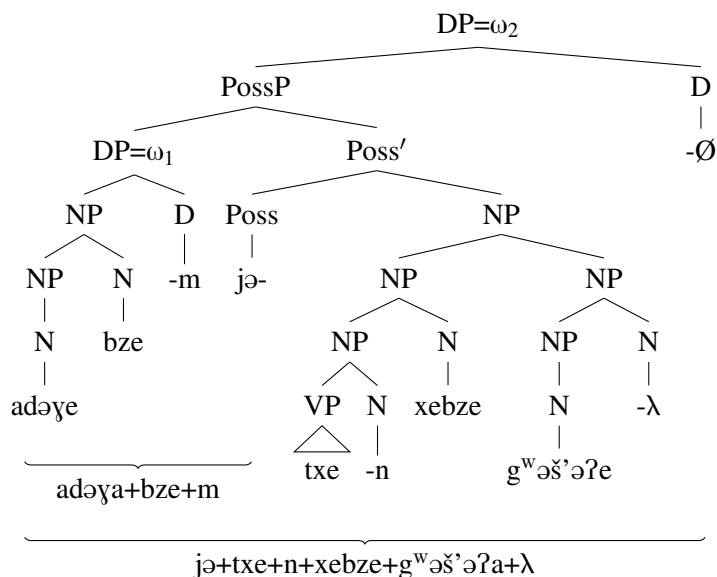 DP=ω₂
PossP D
DP=ω₁ Poss′ -Ø
NP D Poss NP
NP N -m jə- NP NP
N bze NP N NP N
adəɣe VP N xebze N -λ
txe -n gʷəš’əʔe
adəɣa+bze+m
jə+txe+n+xebze+gʷəš’əʔa+λ